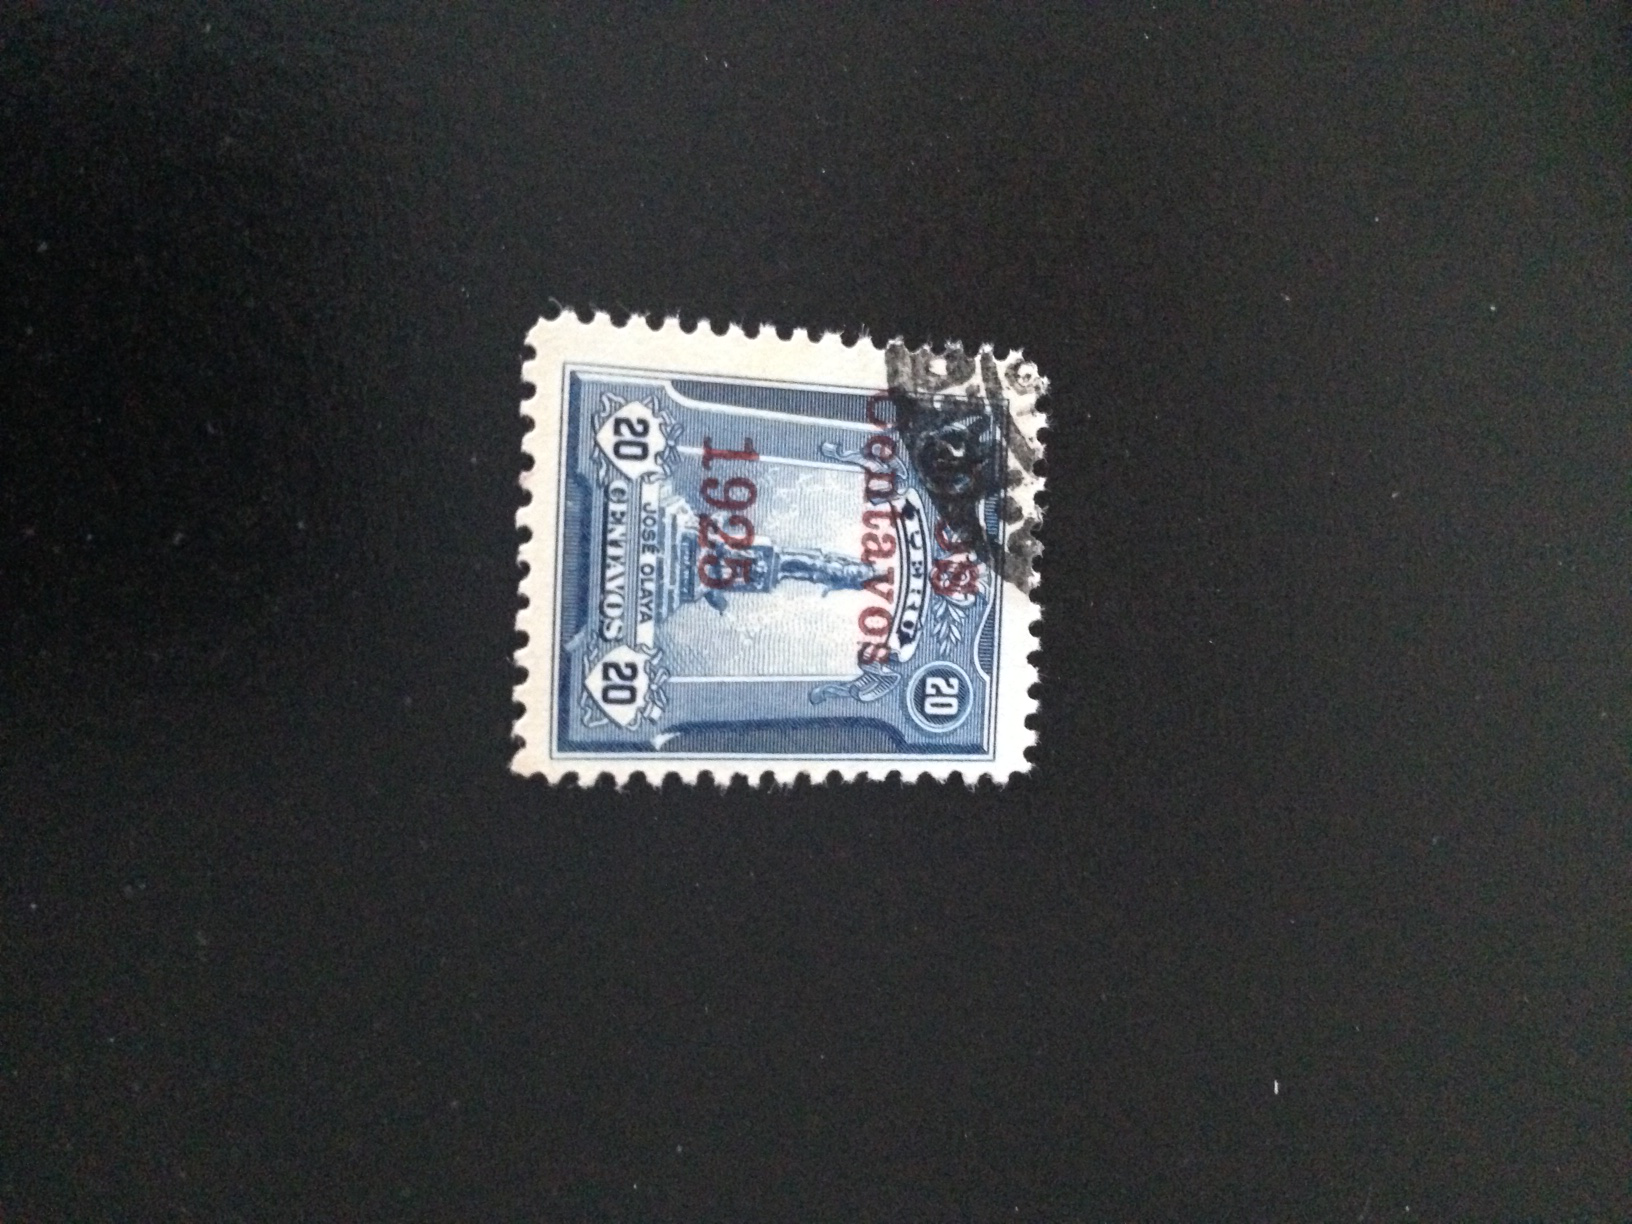 20
PERU
Centavos
1925
JOSÉ OLAYA
20 CENTAVOS 20